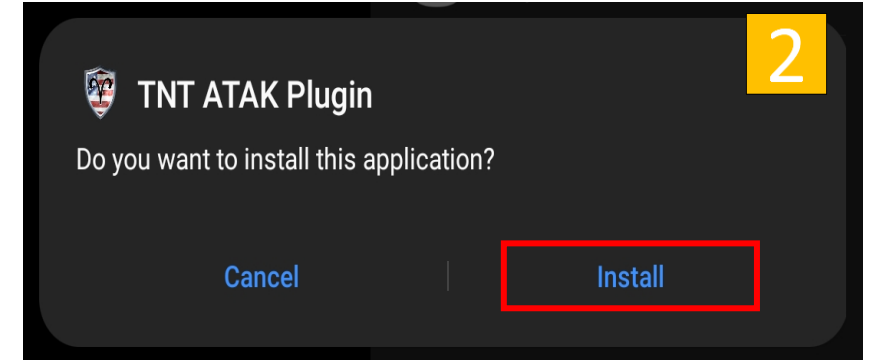 2
TNT ATAK Plugin
Do you want to install this application?
Cancel
Install